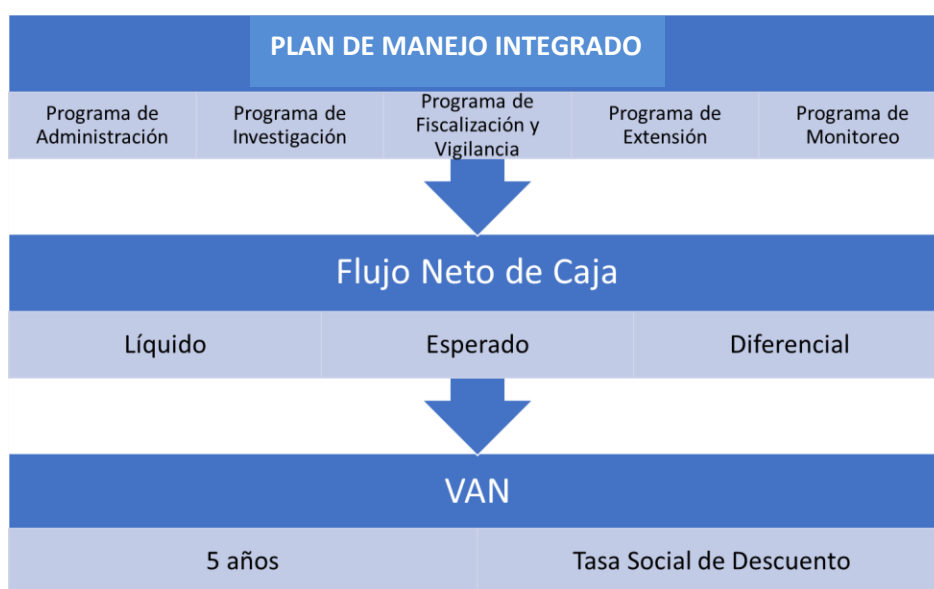 PLAN DE MANEJO INTEGRADO
Programa de
Administración
Programa de
Investigación
Programa de
Fiscalización y
Vigilancia
Programa de
Extensión
Programa de
Monitoreo
Flujo Neto de Caja
Líquido
Esperado
Diferencial
VAN
5 años
Tasa Social de Descuento